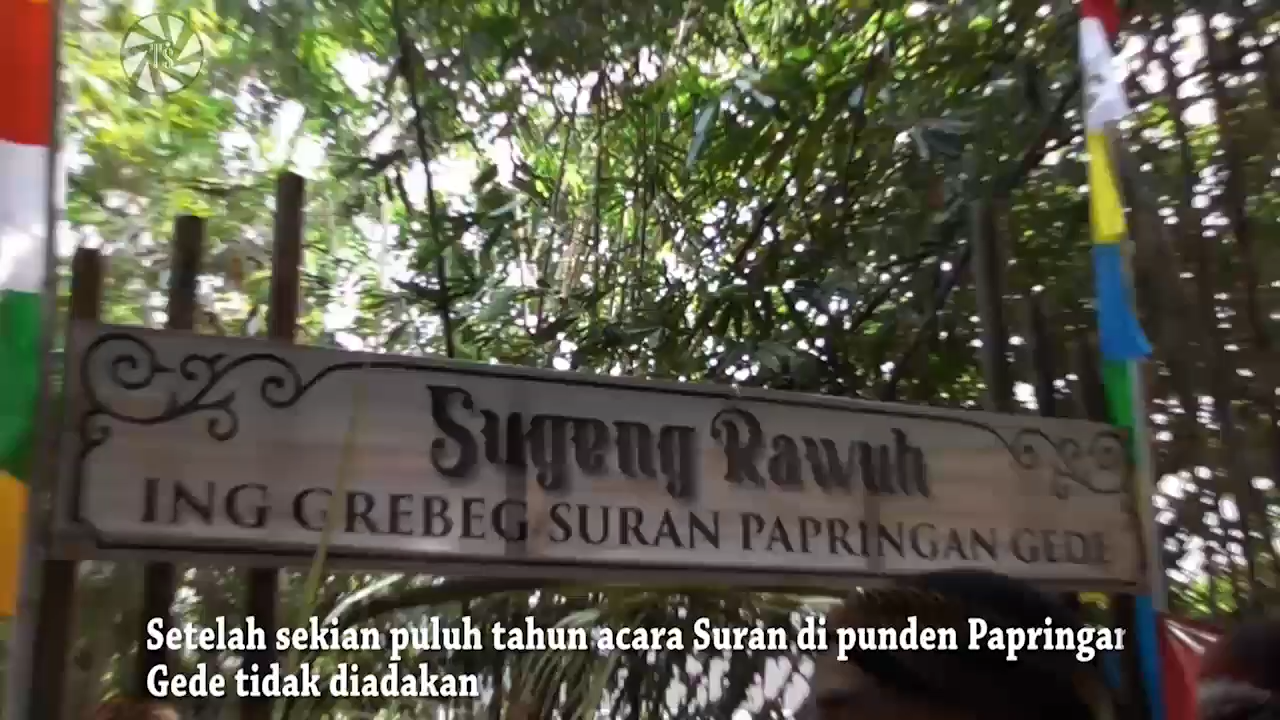 TS
Sugeng Rawuh
ING GREBEG SURAN PAPRINGAN GEDE
Setelah sekian puluh tahun acara Suran di punden Papringan
Gede tidak diadakan